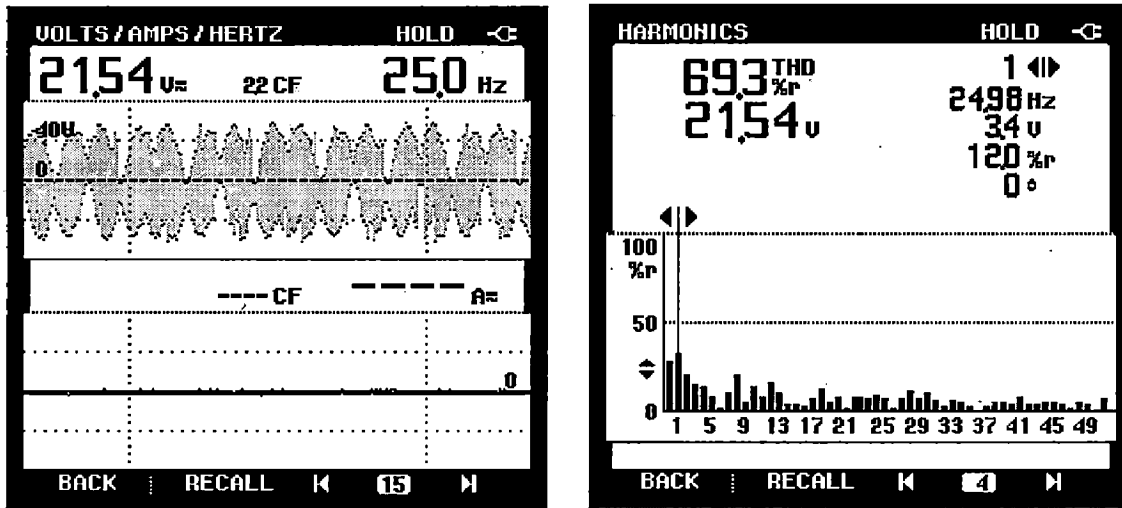 VOLTS/AMPS/HERTZ HOLD
21.54 V≂ 2.2 CF 25.0 Hz
40V
0
---- CF ---- A≂
0
BACK RECALL 15
HARMONICS HOLD
69.3 THD %r 1
21.54 V 24.98 Hz
3.4 V
12.0 %r
0 °
100
%r
50
0
1 5 9 13 17 21 25 29 33 37 41 45 49
BACK RECALL 4